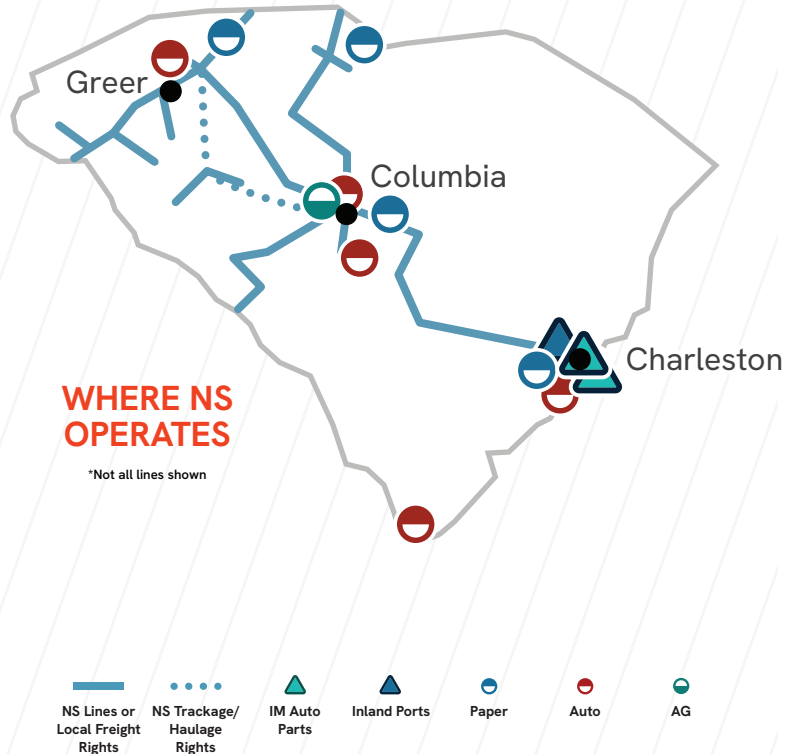 Greer
Columbia
Charleston
WHERE NS
OPERATES
*Not all lines shown
NS Lines or
Local Freight
Rights
NS Trackage/
Haulage
Rights
IM Auto
Parts
Inland Ports
Paper
Auto
AG